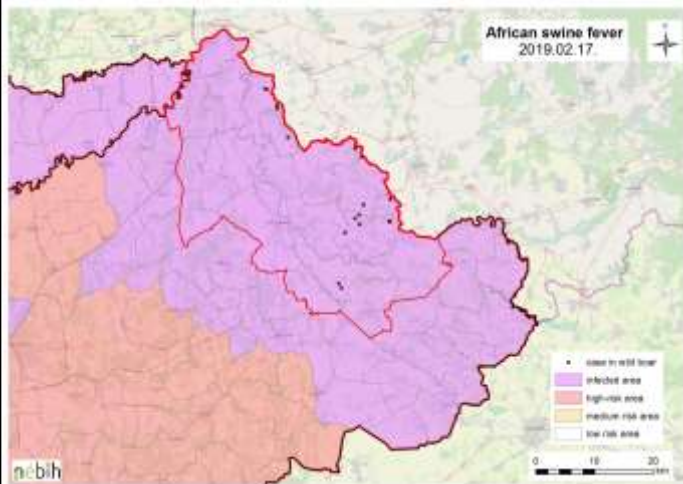 African swine fever
2019.02.17.
case in wild boar
infected area
high-risk area
medium risk area
low risk area
0 10 20
km
nébih